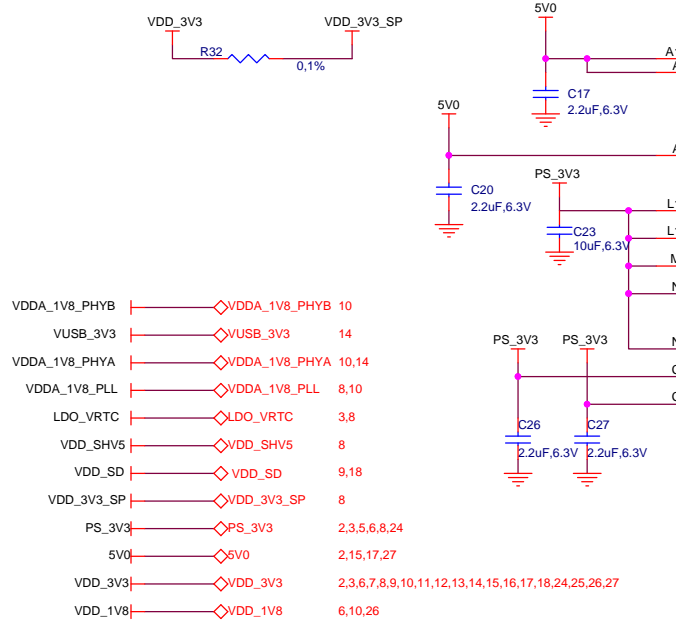 VDD_3V3
VDD_3V3_SP
5V0
R32
0,1%
C17
2.2uF,6.3V
5V0
C20
2.2uF,6.3V
PS_3V3
C23
10uF,6.3V
VDDA_1V8_PHYB VDDA_1V8_PHYB 10
VUSB_3V3 VUSB_3V3 14
VDDA_1V8_PHYA VDDA_1V8_PHYA 10,14
VDDA_1V8_PLL VDDA_1V8_PLL 8,10
LDO_VRTC LDO_VRTC 3,8
VDD_SHV5 VDD_SHV5 8
VDD_SD VDD_SD 9,18
VDD_3V3_SP VDD_3V3_SP 8
PS_3V3 PS_3V3 2,3,5,6,8,24
5V0 5V0 2,15,17,27
VDD_3V3 VDD_3V3 2,3,6,7,8,9,10,11,12,13,14,15,16,17,18,24,25,26,27
VDD_1V8 VDD_1V8 6,10,26
PS_3V3 PS_3V3
C26 C27
2.2uF,6.3V 2.2uF,6.3V